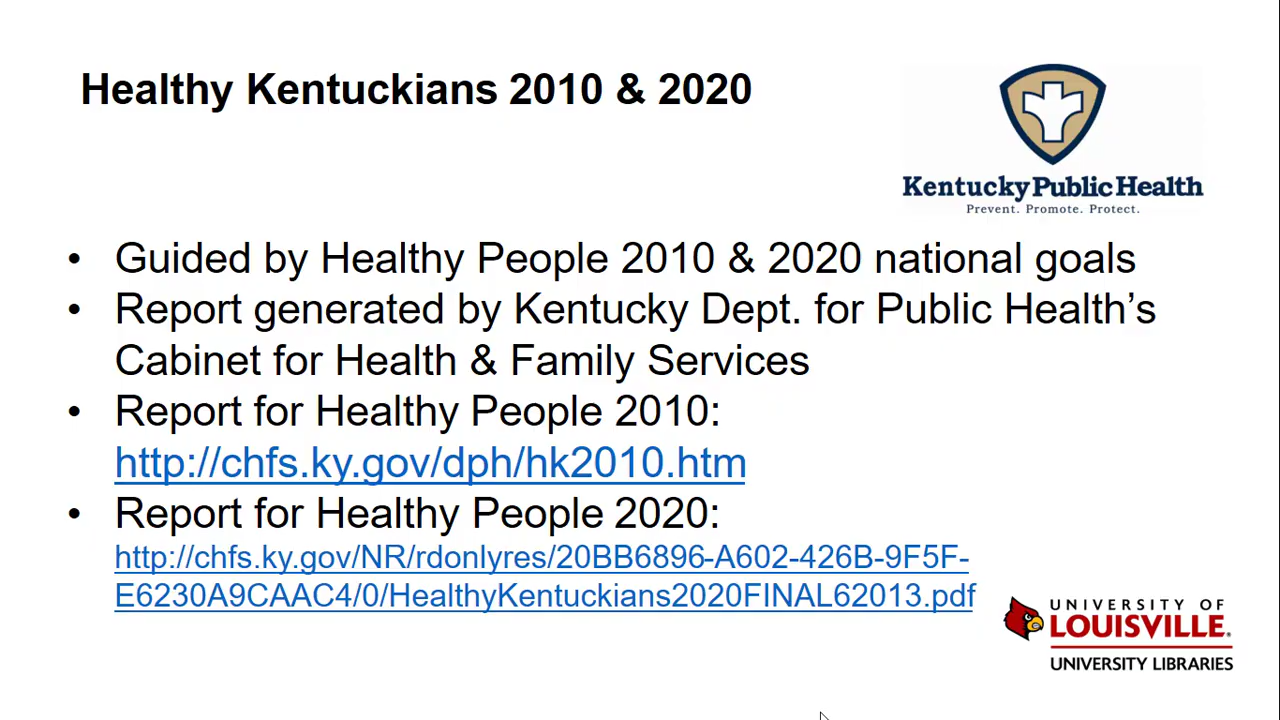 Healthy Kentuckians 2010 & 2020
Kentucky Public Health
Prevent. Promote. Protect.
• Guided by Healthy People 2010 & 2020 national goals
• Report generated by Kentucky Dept. for Public Health’s
Cabinet for Health & Family Services
• Report for Healthy People 2010:
http://chfs.ky.gov/dph/hk2010.htm
• Report for Healthy People 2020:
http://chfs.ky.gov/NR/rdonlyres/20BB6896-A602-426B-9F5F-
E6230A9CAAC4/0/HealthyKentuckians2020FINAL62013.pdf
UNIVERSITY OF
LOUISVILLE.
UNIVERSITY LIBRARIES